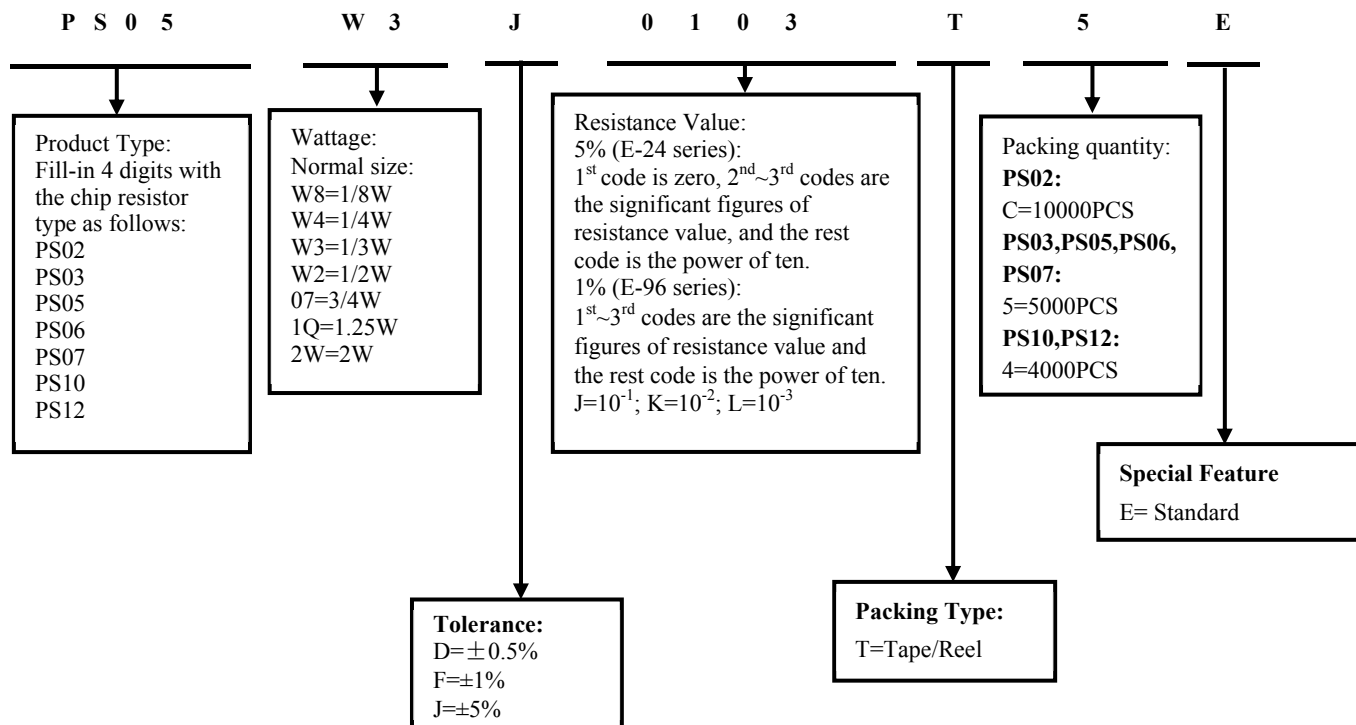 P S 0 5 W 3 J 0 1 0 3 T 5 E
Product Type:
Fill-in 4 digits with
the chip resistor
type as follows:
PS02
PS03
PS05
PS06
PS07
PS10
PS12
Wattage:
Normal size:
W8=1/8W
W4=1/4W
W3=1/3W
W2=1/2W
07=3/4W
1Q=1.25W
2W=2W
Resistance Value:
5% (E-24 series):
1st code is zero, 2nd~3rd codes are
the significant figures of
resistance value, and the rest
code is the power of ten.
1% (E-96 series):
1st~3rd codes are the significant
figures of resistance value and
the rest code is the power of ten.
J=10-1; K=10-2; L=10-3
Packing quantity:
PS02:
C=10000PCS
PS03,PS05,PS06,
PS07:
5=5000PCS
PS10,PS12:
4=4000PCS
Special Feature
E= Standard
Tolerance:
D=±0.5%
F=±1%
J=±5%
Packing Type:
T=Tape/Reel